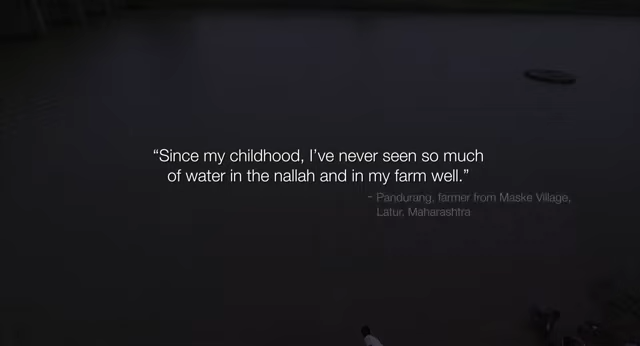 “Since my childhood, I’ve never seen so much
of water in the nallah and in my farm well.”
~ Pandurang, farmer from Maske Village,
Latur, Maharashtra